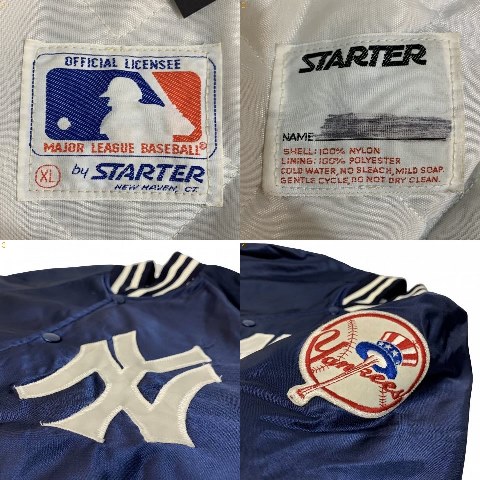 OFFICIAL LICENSEE
MAJOR LEAGUE BASEBALL®
XL by STARTER
NEW HAVEN, CT.
STARTER
NAME
SHELL: 100% NYLON
LINING: 100% POLYESTER
COLD WATER, NO BLEACH, MILD SOAP.
GENTLE CYCLE, DO NOT DRY CLEAN.
NY
Yankees